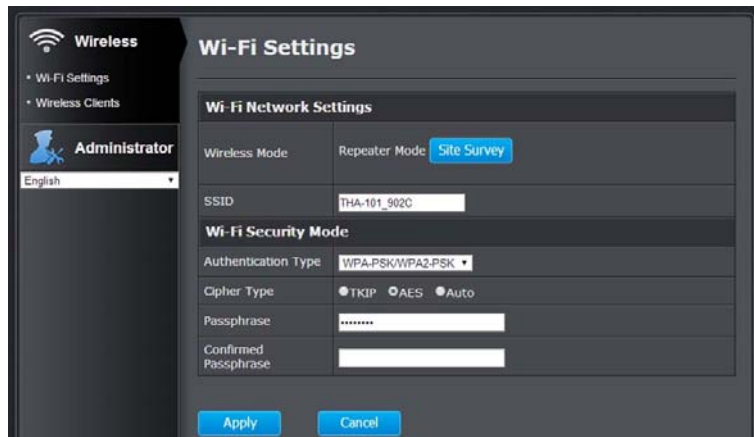 Wireless
• Wi-Fi Settings
• Wireless Clients
Administrator
English
Wi-Fi Settings
Wi-Fi Network Settings
Wireless Mode Repeater Mode Site Survey
SSID THA-101_902C
Wi-Fi Security Mode
Authentication Type WPA-PSK/WPA2-PSK
Cipher Type TKIP AES Auto
Passphrase ••••••••
Confirmed
Passphrase
Apply Cancel